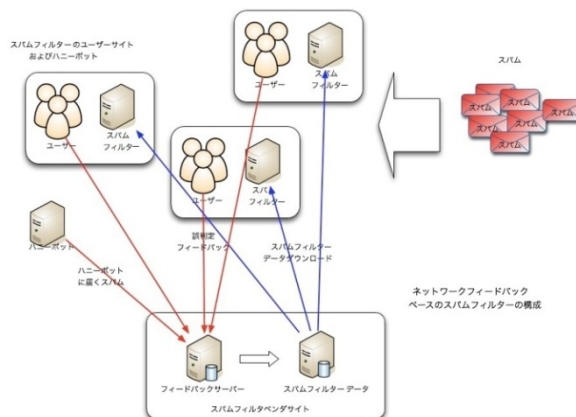 スパムフィルターのユーザーサイト
およびハニーポット
ユーザー
スパム
フィルター
ユーザー
スパム
フィルター
ユーザー
スパム
フィルター
スパム
スパム
スパム
スパム
スパム
スパム
スパム
ハニーポット
ハニーポット
に届くスパム
誤判定
フィードバック
スパムフィルター
データダウンロード
ネットワークフィードバック
ベースのスパムフィルターの構成
フィードバックサーバー
スパムフィルターデータ
スパムフィルタベンダサイト